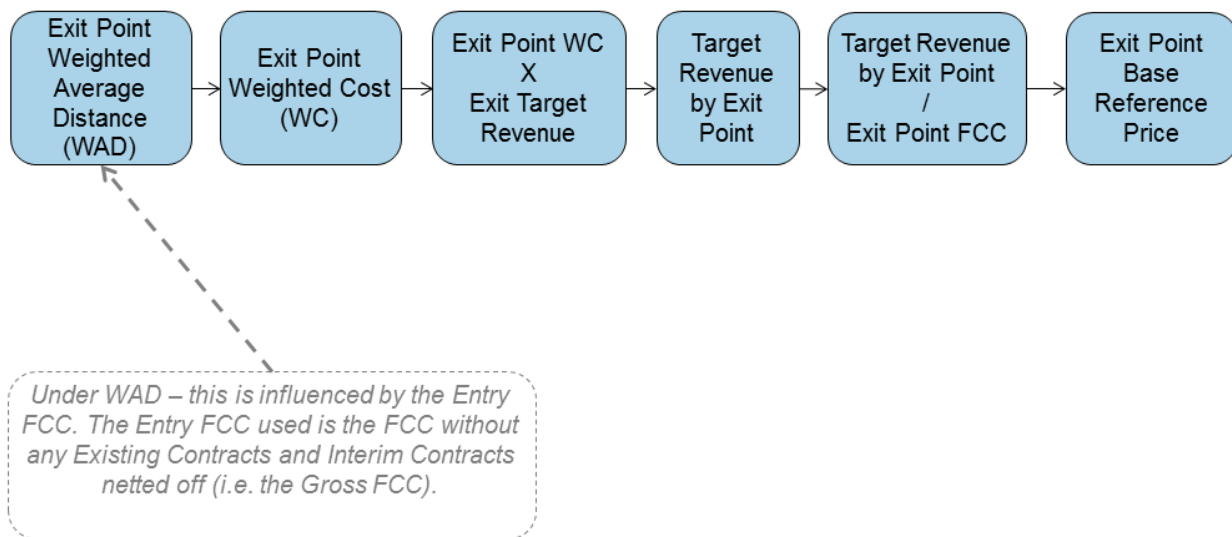 Exit Point
Weighted
Average
Distance
(WAD)
Exit Point
Weighted Cost
(WC)
Exit Point WC
X
Exit Target
Revenue
Target
Revenue
by Exit
Point
Target Revenue
by Exit Point
/
Exit Point FCC
Exit Point
Base
Reference
Price
Under WAD – this is influenced by the Entry
FCC. The Entry FCC used is the FCC without
any Existing Contracts and Interim Contracts
netted off (i.e. the Gross FCC).